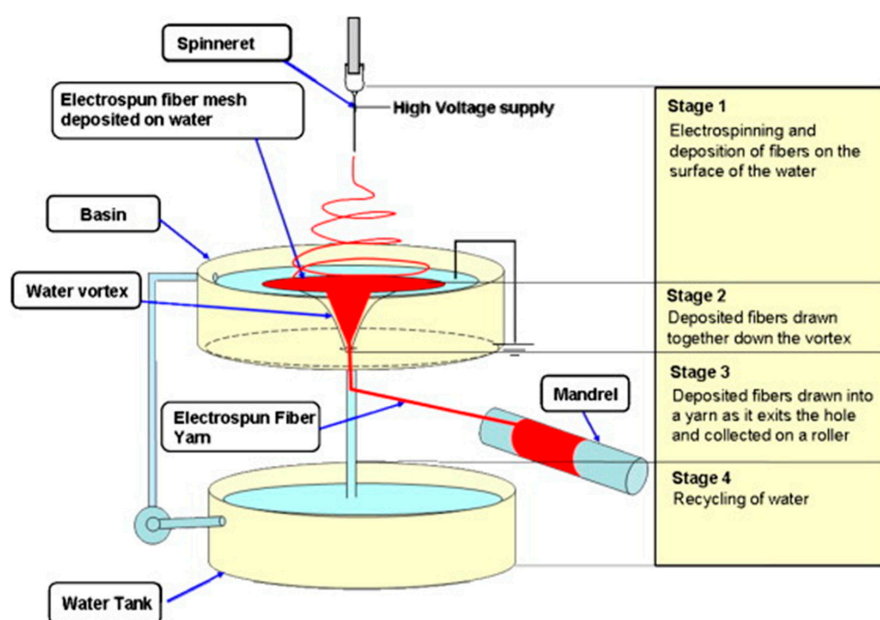 Spinneret
Electrospun fiber mesh
deposited on water
High Voltage supply
Basin
Water vortex
Electrospun Fiber
Yarn
Mandrel
Water Tank
Stage 1
Electrospinning and
deposition of fibers on the
surface of the water
Stage 2
Deposited fibers drawn
together down the vortex
Stage 3
Deposited fibers drawn into
a yarn as it exits the hole
and collected on a roller
Stage 4
Recycling of water